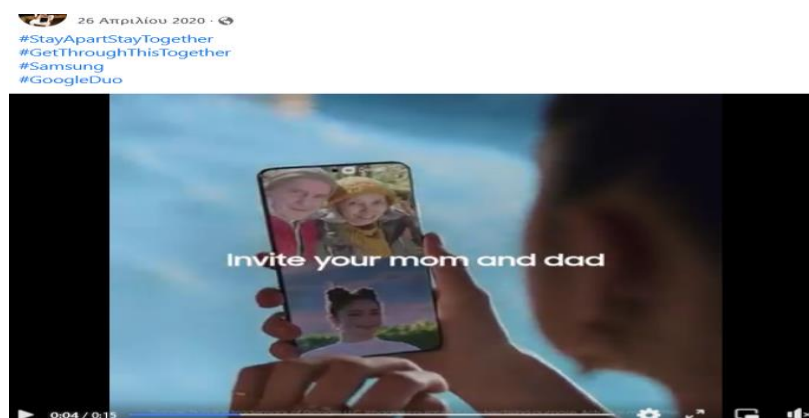 26 Απριλίου 2020 ·
#StayApartStayTogether
#GetThroughThisTogether
#Samsung
#GoogleDuo
Invite your mom and dad
0:04 / 0:15